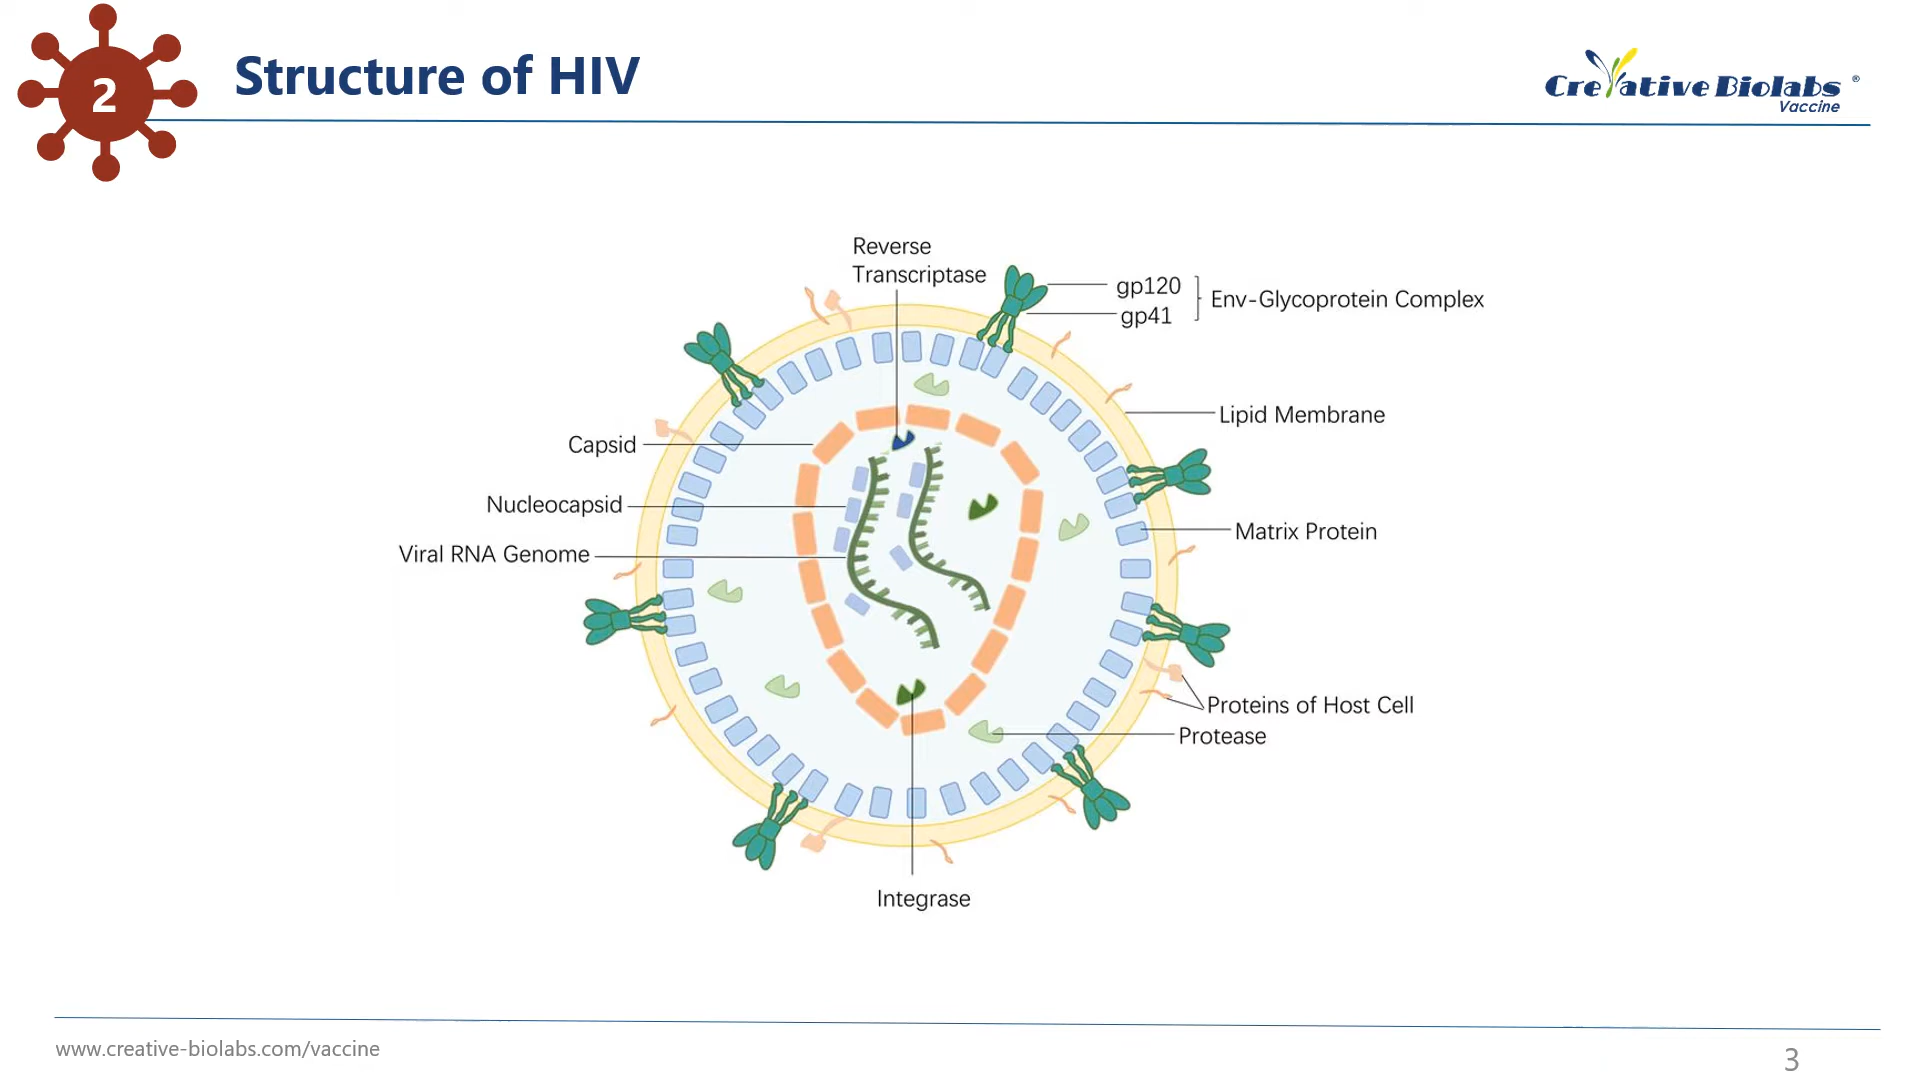 2
Structure of HIV
Creative Biolabs ®
Vaccine
Reverse
Transcriptase
gp120
gp41
Env-Glycoprotein Complex
Lipid Membrane
Capsid
Nucleocapsid
Matrix Protein
Viral RNA Genome
Proteins of Host Cell
Protease
Integrase
www.creative-biolabs.com/vaccine
3